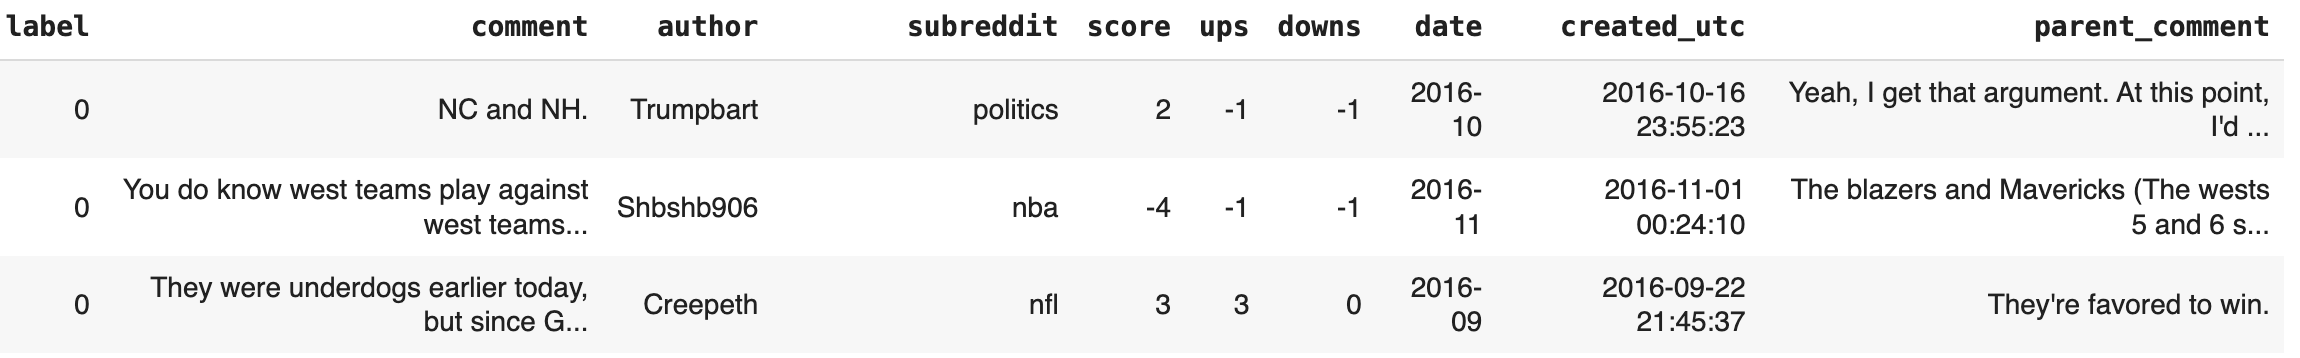 label comment author subreddit score ups downs date created_utc parent_comment
0 NC and NH. Trumpbart politics 2 -1 -1 2016-10 2016-10-16 23:55:23 Yeah, I get that argument. At this point, I'd ...
0 You do know west teams play against west teams... Shbshb906 nba -4 -1 -1 2016-11 2016-11-01 00:24:10 The blazers and Mavericks (The wests 5 and 6 s...
0 They were underdogs earlier today, but since G... Creepeth nfl 3 3 0 2016-09 2016-09-22 21:45:37 They're favored to win.